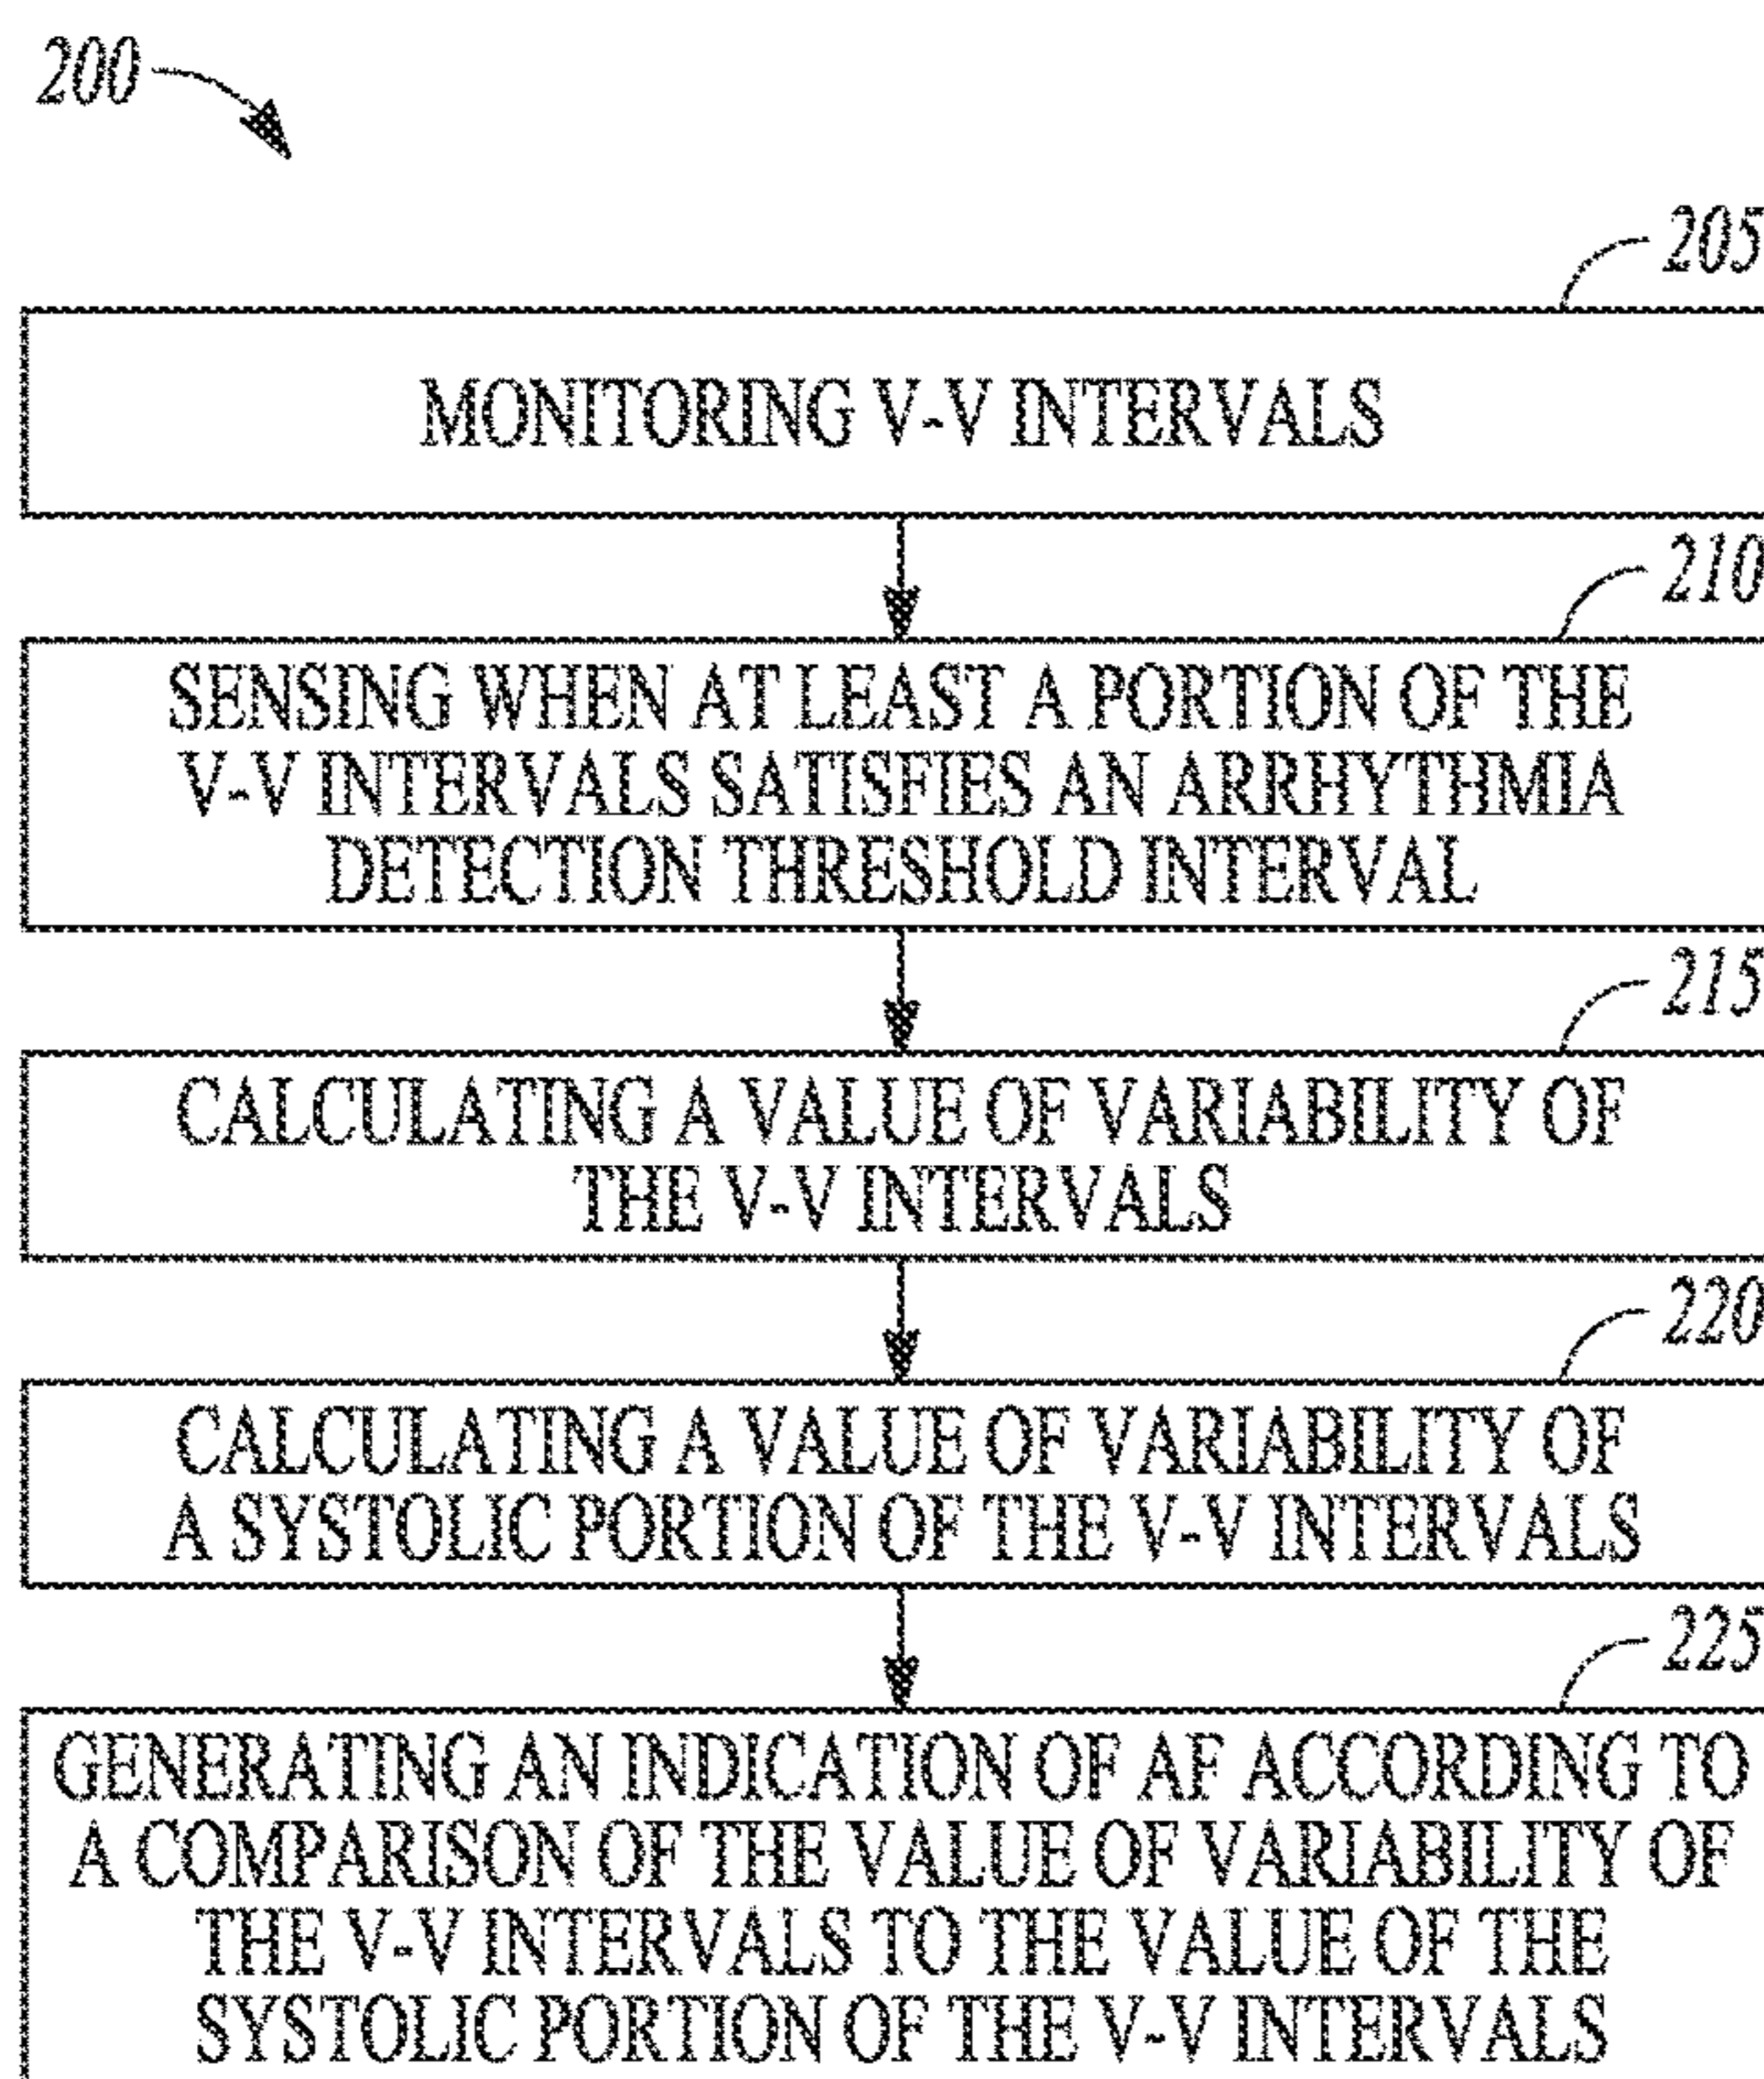 200
205
MONITORING V-V INTERVALS
210
SENSING WHEN AT LEAST A PORTION OF THE
V-V INTERVALS SATISFIES AN ARRHYTHMIA
DETECTION THRESHOLD INTERVAL
215
CALCULATING A VALUE OF VARIABILITY OF
THE V-V INTERVALS
220
CALCULATING A VALUE OF VARIABILITY OF
A SYSTOLIC PORTION OF THE V-V INTERVALS
225
GENERATING AN INDICATION OF AF ACCORDING TO
A COMPARISON OF THE VALUE OF VARIABILITY OF
THE V-V INTERVALS TO THE VALUE OF THE
SYSTOLIC PORTION OF THE V-V INTERVALS